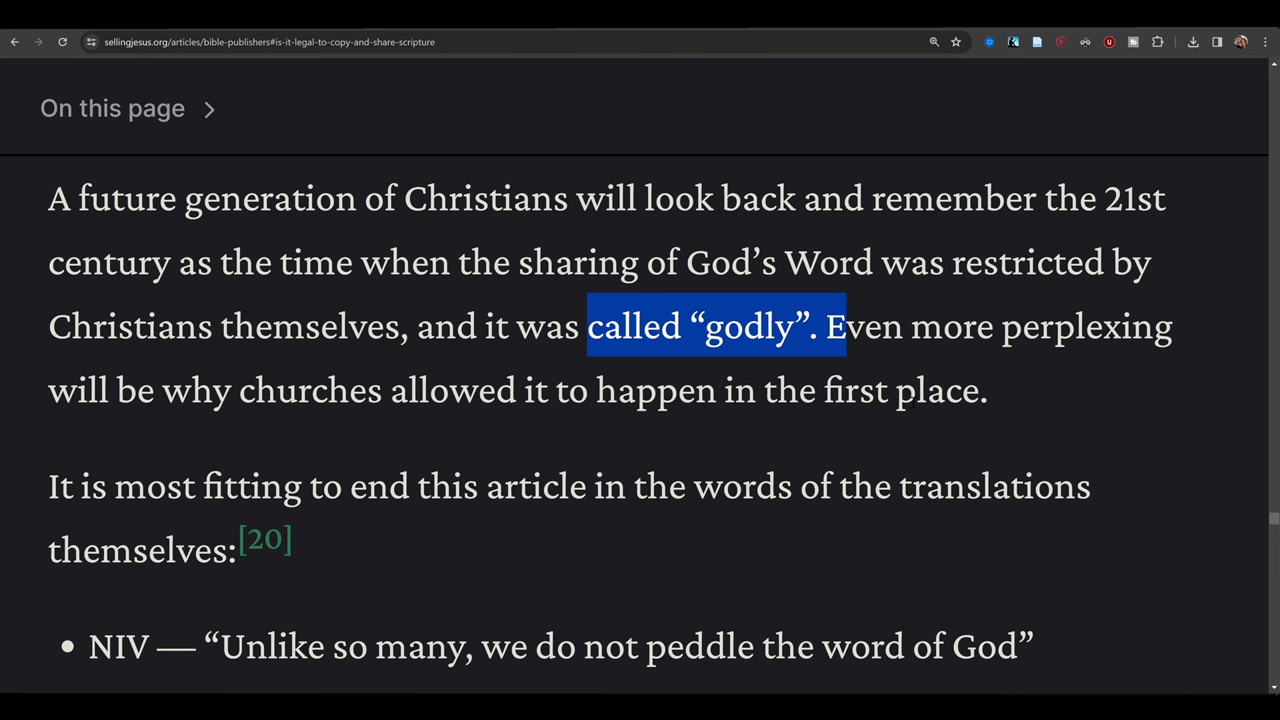 sellingjesus.org/articles/bible-publishers#is-it-legal-to-copy-and-share-scripture
On this page
A future generation of Christians will look back and remember the 21st
century as the time when the sharing of God’s Word was restricted by
Christians themselves, and it was called “godly”. Even more perplexing
will be why churches allowed it to happen in the first place.
It is most fitting to end this article in the words of the translations
themselves:[20]
• NIV — “Unlike so many, we do not peddle the word of God”